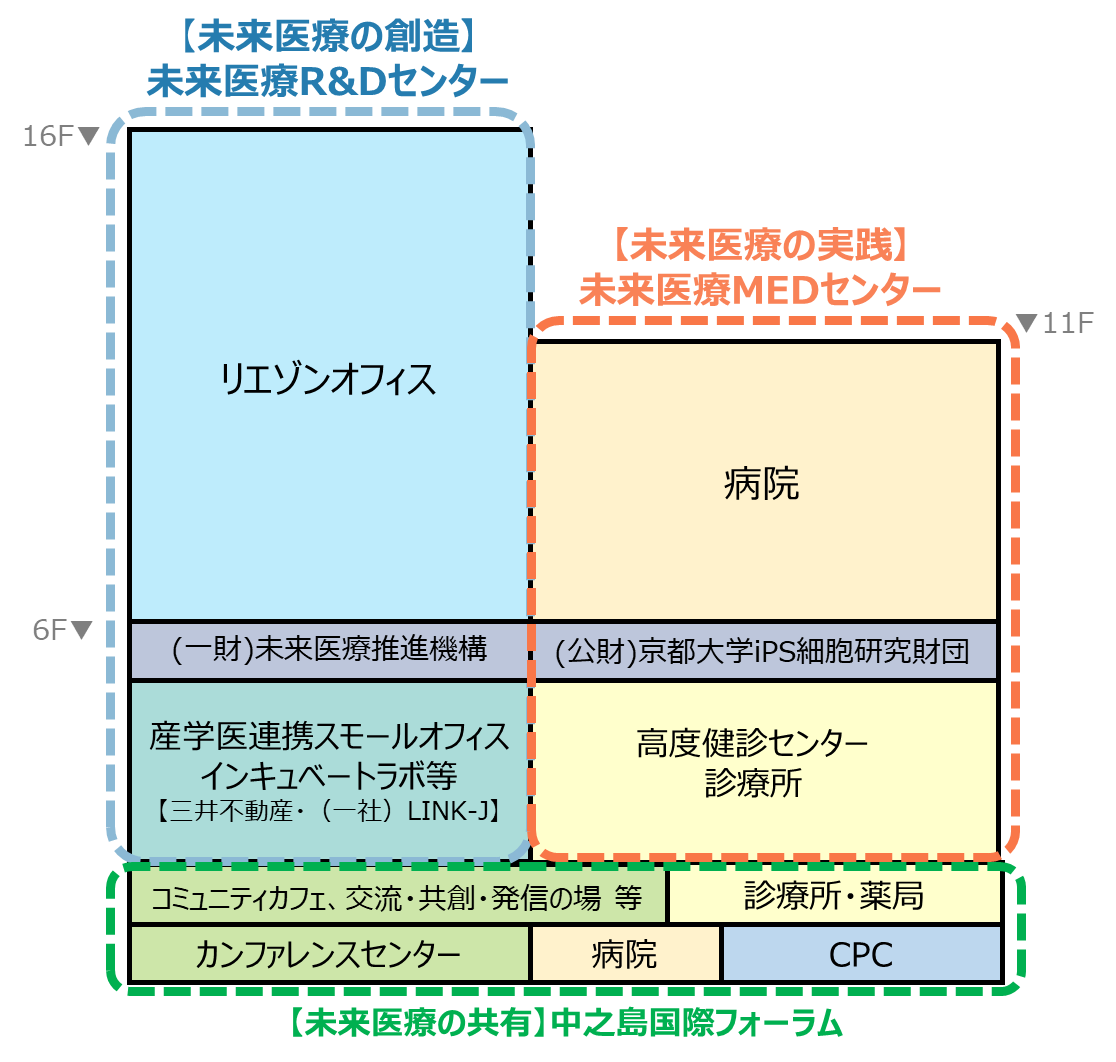 【未来医療の創造】
未来医療R&Dセンター
16F▼
【未来医療の実践】
未来医療MEDセンター
▼11F
リエゾンオフィス
病院
6F▼
(一財)未来医療推進機構
(公財)京都大学iPS細胞研究財団
産学医連携スモールオフィス
インキュベートラボ等
【三井不動産・（一社）LINK-J】
高度健診センター
診療所
コミュニティカフェ、交流・共創・発信の場 等
診療所・薬局
カンファレンスセンター
病院
CPC
【未来医療の共有】中之島国際フォーラム